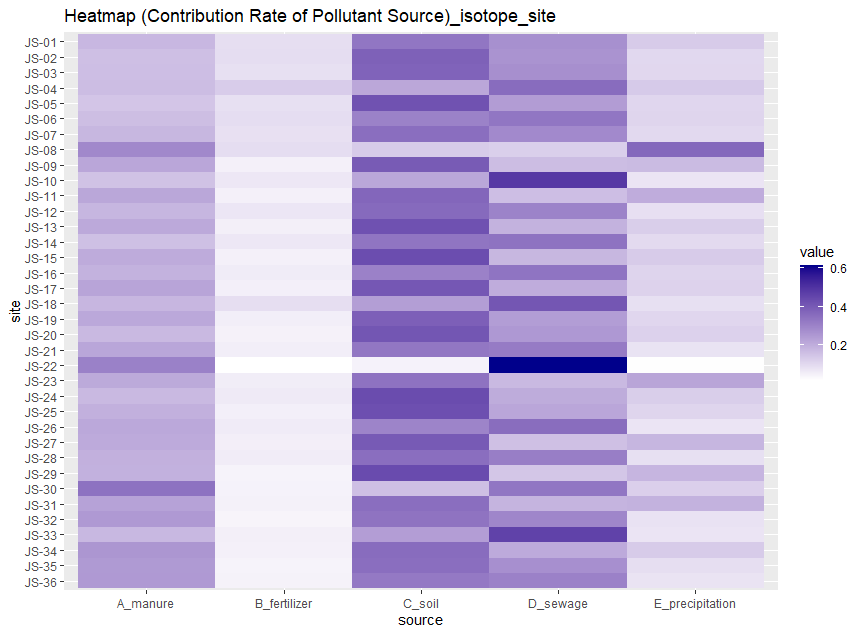 Heatmap (Contribution Rate of Pollutant Source)_isotope_site
JS-01
JS-02
JS-03
JS-04
JS-05
JS-06
JS-07
JS-08
JS-09
JS-10
JS-11
JS-12
JS-13
JS-14
JS-15
JS-16
JS-17
JS-18
JS-19
JS-20
JS-21
JS-22
JS-23
JS-24
JS-25
JS-26
JS-27
JS-28
JS-29
JS-30
JS-31
JS-32
JS-33
JS-34
JS-35
JS-36
site
A_manure B_fertilizer C_soil D_sewage E_precipitation
source
value
0.6
0.4
0.2